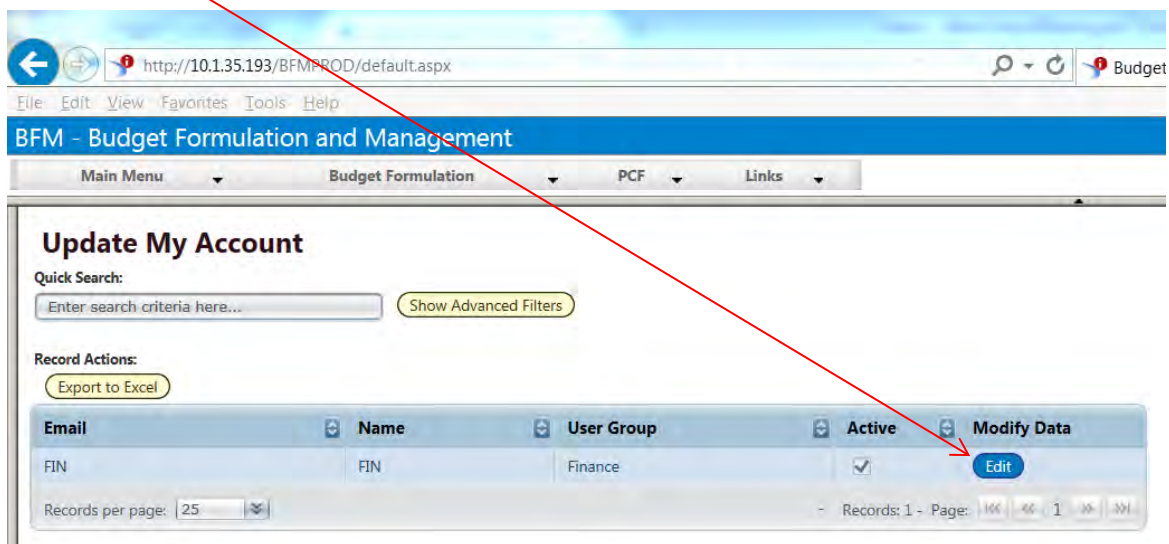 http://10.1.35.193/BFMPROD/default.aspx Budget
File Edit View Favorites Tools Help
BFM - Budget Formulation and Management
Main Menu Budget Formulation PCF Links
Update My Account
Quick Search:
Enter search criteria here... Show Advanced Filters
Record Actions:
Export to Excel
Email Name User Group Active Modify Data
FIN FIN Finance Edit
Records per page: 25 - Records: 1 - Page: 1